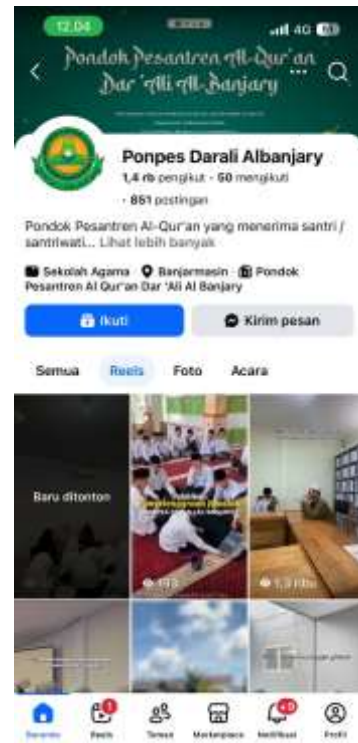 12.04
4G
Pondok Pesantren Al-Qur'an
Dar 'Ali Al-Banjary
Ponpes Darali Albanjary
1,4 rb pengikut · 50 mengikuti
· 851 postingan
Pondok Pesantren Al-Qur'an yang menerima santri /
santriwati... Lihat lebih banyak
Sekolah Agama Banjarmasin Pondok
Pesantren Al Qur'an Dar 'Ali Al Banjary
Ikuti Kirim pesan
Semua Reels Foto Acara
Baru ditonton
193 1,3 ribu
Beranda Reels Teman Marketplace Notifikasi Profil